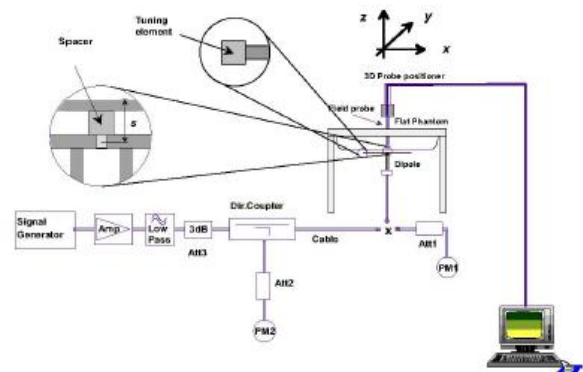 Tuning
element
Spacer
s
z
y
x
3D Probe positioner
Field probe
Flat Phantom
Dipole
Signal
Generator
Amp
Low
Pass
3dB
Att3
Dir.Coupler
Cable
x
Att1
PM1
Att2
PM2